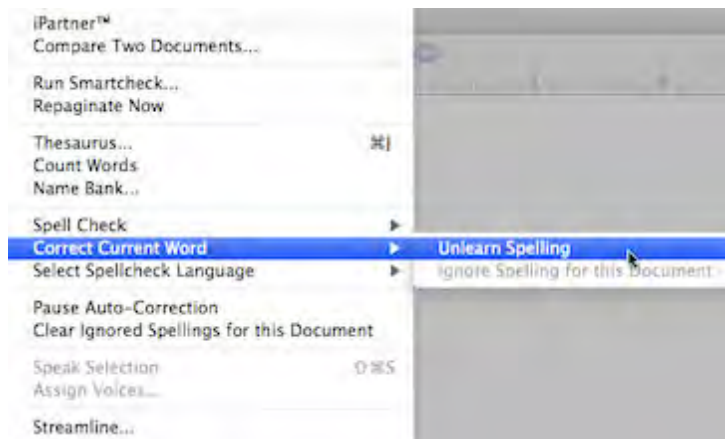 iPartner™
Compare Two Documents...
Run Smartcheck...
Repaginate Now
Thesaurus... ⌘J
Count Words
Name Bank...
Spell Check
Correct Current Word
Unlearn Spelling
Select Spellcheck Language
Ignore Spelling for this Document
Pause Auto-Correction
Clear Ignored Spellings for this Document
Speak Selection ⇧⌘S
Assign Voices...
Streamline...